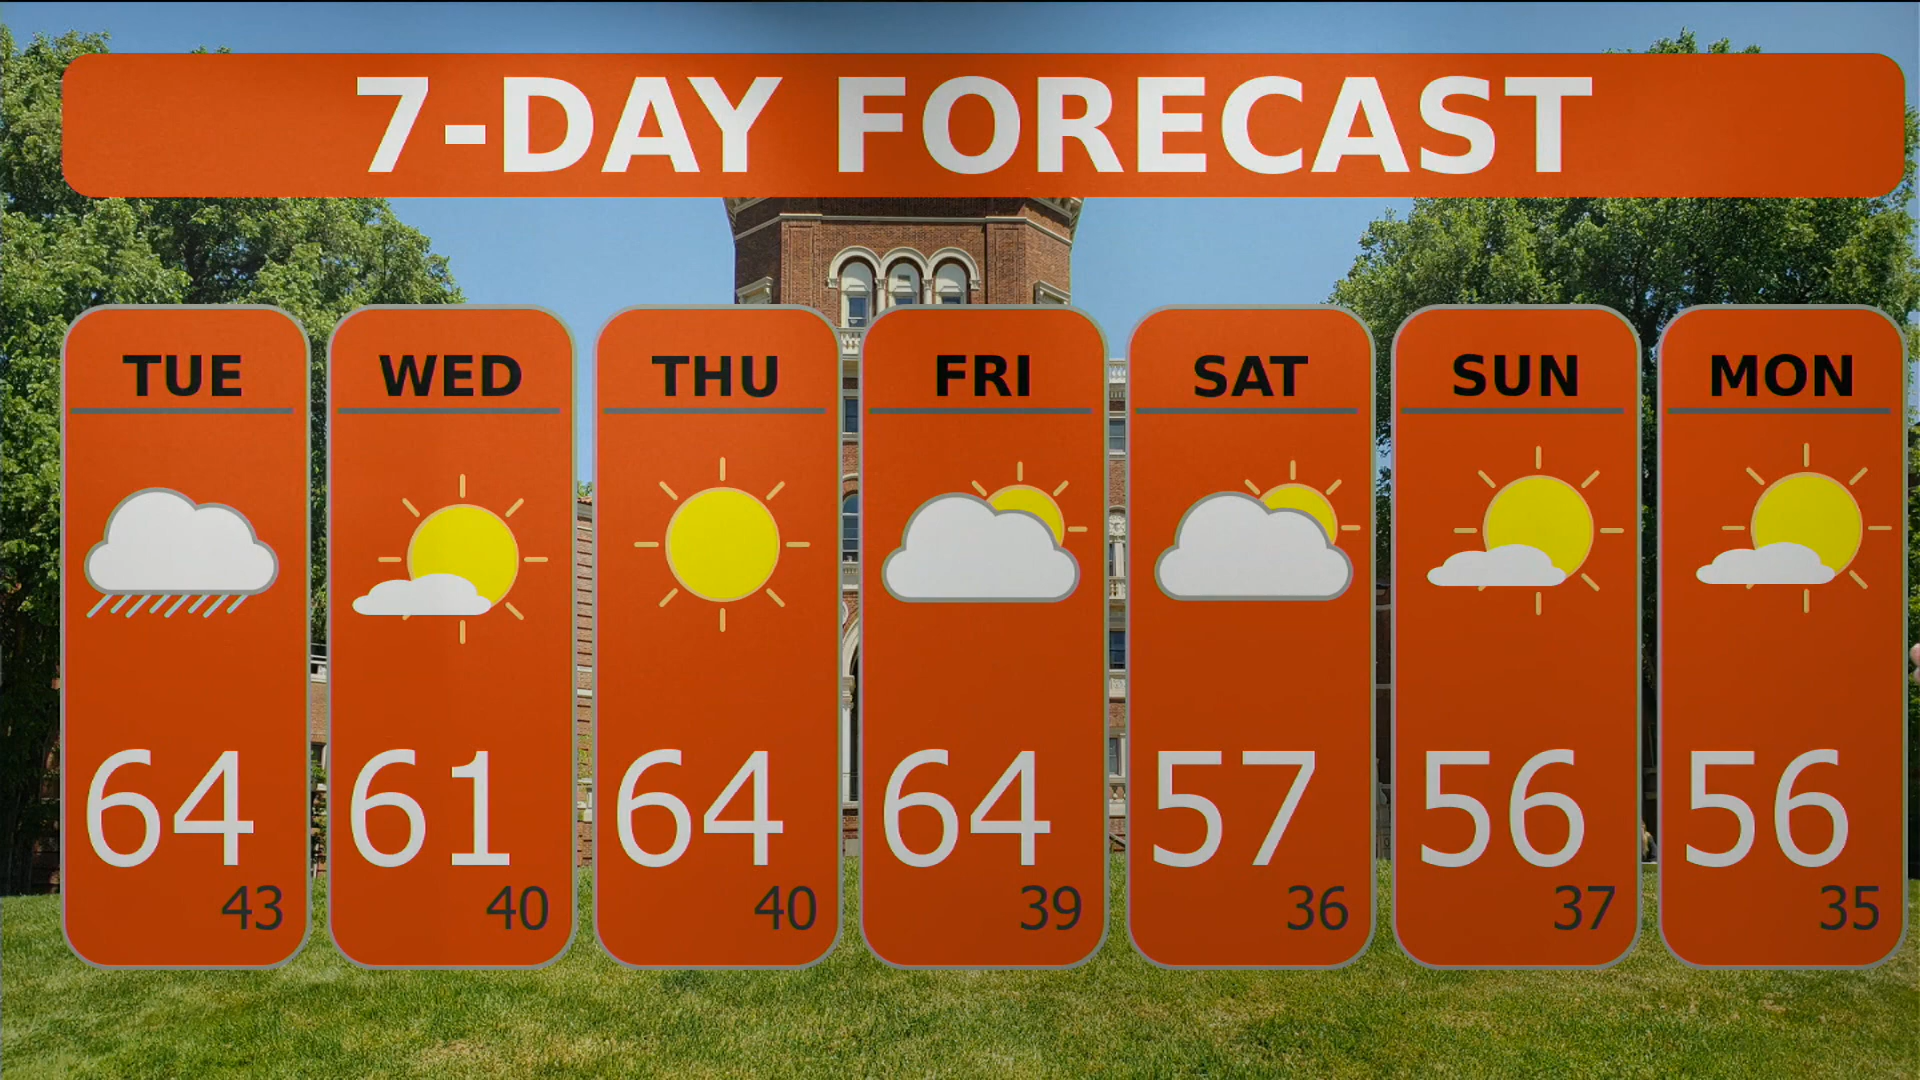 7-DAY FORECAST
TUE WED THU FRI SAT SUN MON
64 61 64 64 57 56 56
43 40 40 39 36 37 35